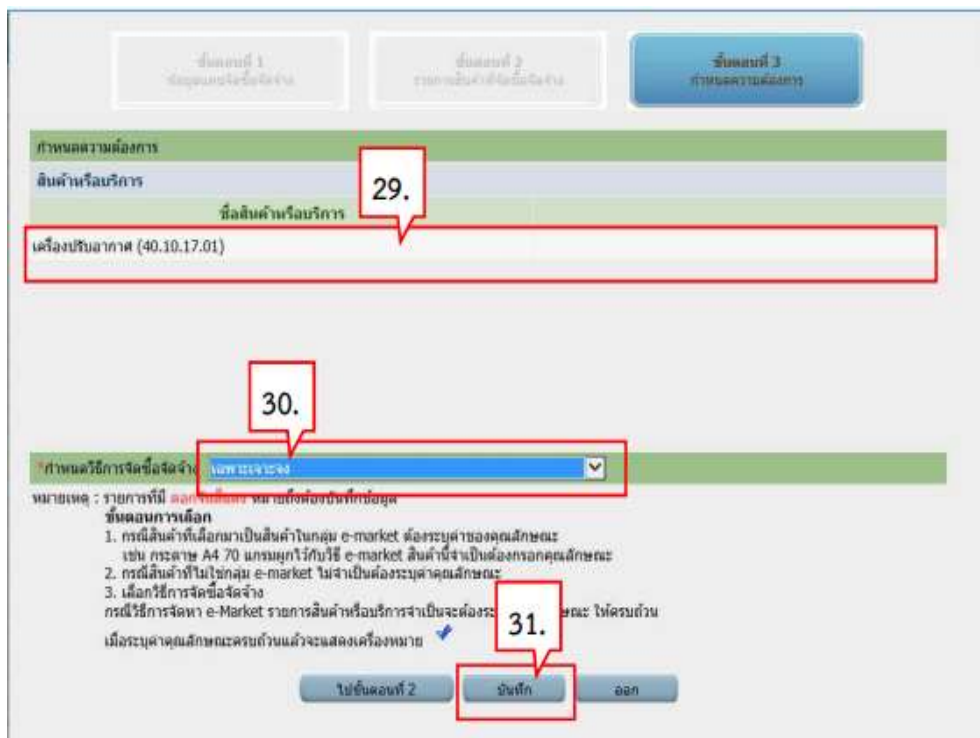 ขั้นตอนที่ 1
ข้อมูลแผนจัดซื้อจัดจ้าง
ขั้นตอนที่ 2
รายการสินค้าที่จัดซื้อจัดจ้าง
ขั้นตอนที่ 3
กำหนดความต้องการ
กำหนดความต้องการ
สินค้าหรือบริการ
29.
ชื่อสินค้าหรือบริการ
เครื่องปรับอากาศ (40.10.17.01)
30.
*กำหนดวิธีการจัดซื้อจัดจ้าง เฉพาะเจาะจง
หมายเหตุ : รายการที่มี ดอกจันสีแดง หมายถึงต้องบันทึกข้อมูล
ขั้นตอนการเลือก
1. กรณีสินค้าที่เลือกมาเป็นสินค้าในกลุ่ม e-market ต้องระบุค่าของคุณลักษณะ
เช่น กระดาษ A4 70 แกรมผูกไว้กับวิธี e-market สินค้านี้จำเป็นต้องกรอกคุณลักษณะ
2. กรณีสินค้าที่ไม่ใช่กลุ่ม e-market ไม่จำเป็นต้องระบุค่าคุณลักษณะ
3. เลือกวิธีการจัดซื้อจัดจ้าง
กรณีวิธีการจัดหา e-Market รายการสินค้าหรือบริการจำเป็นจะต้อง ให้ครบถ้วน
31.
เมื่อระบุค่าคุณลักษณะครบถ้วนแล้วจะแสดงเครื่องหมาย
ไปขั้นตอนที่ 2 บันทึก ออก